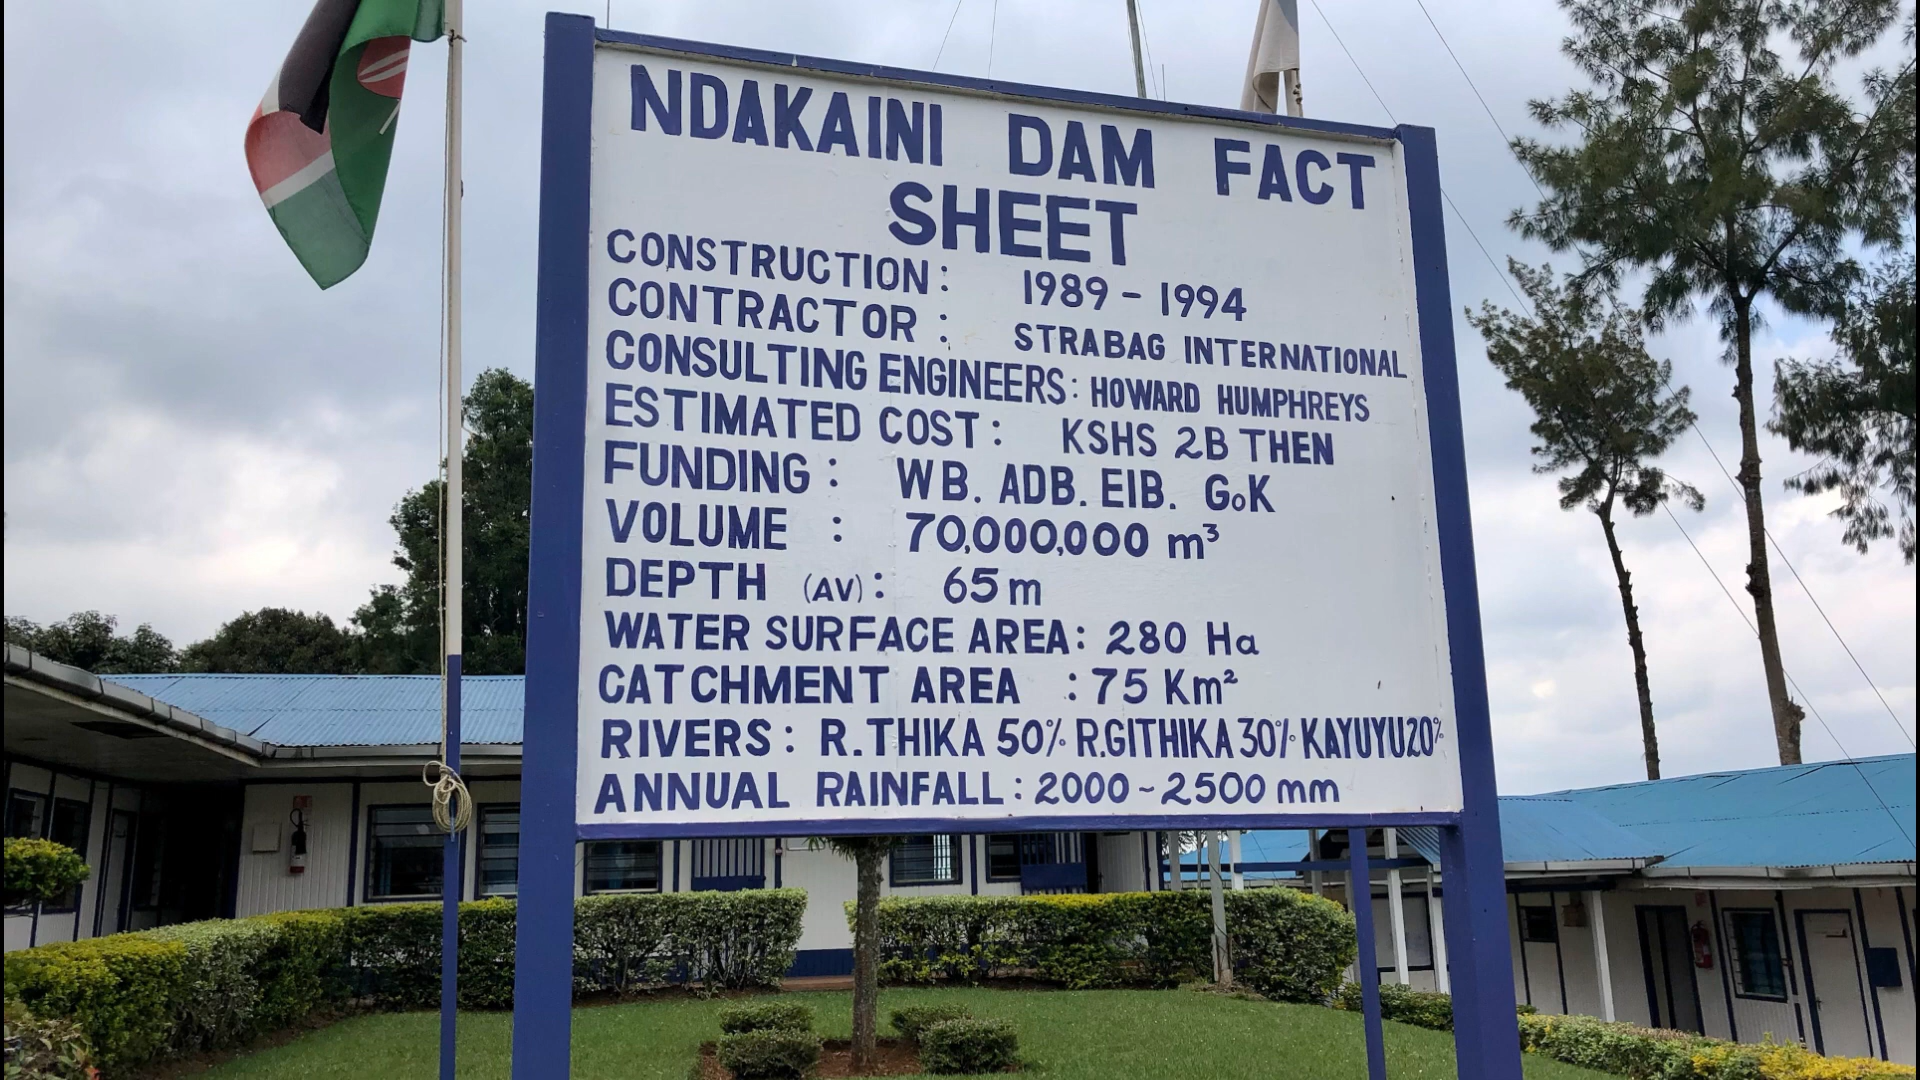 NDAKAINI DAM FACT
SHEET
CONSTRUCTION: 1989 - 1994
CONTRACTOR: STRABAG INTERNATIONAL
CONSULTING ENGINEERS: HOWARD HUMPHREYS
ESTIMATED COST: KSHS 2B THEN
FUNDING: WB. ADB. EIB. GoK
VOLUME : 70,000,000 m³
DEPTH (AV): 65m
WATER SURFACE AREA: 280 Ha
CATCHMENT AREA : 75 Km²
RIVERS: R.THIKA 50% R.GITHIKA 30% KAYUYU 20%
ANNUAL RAINFALL: 2000 ~ 2500 mm